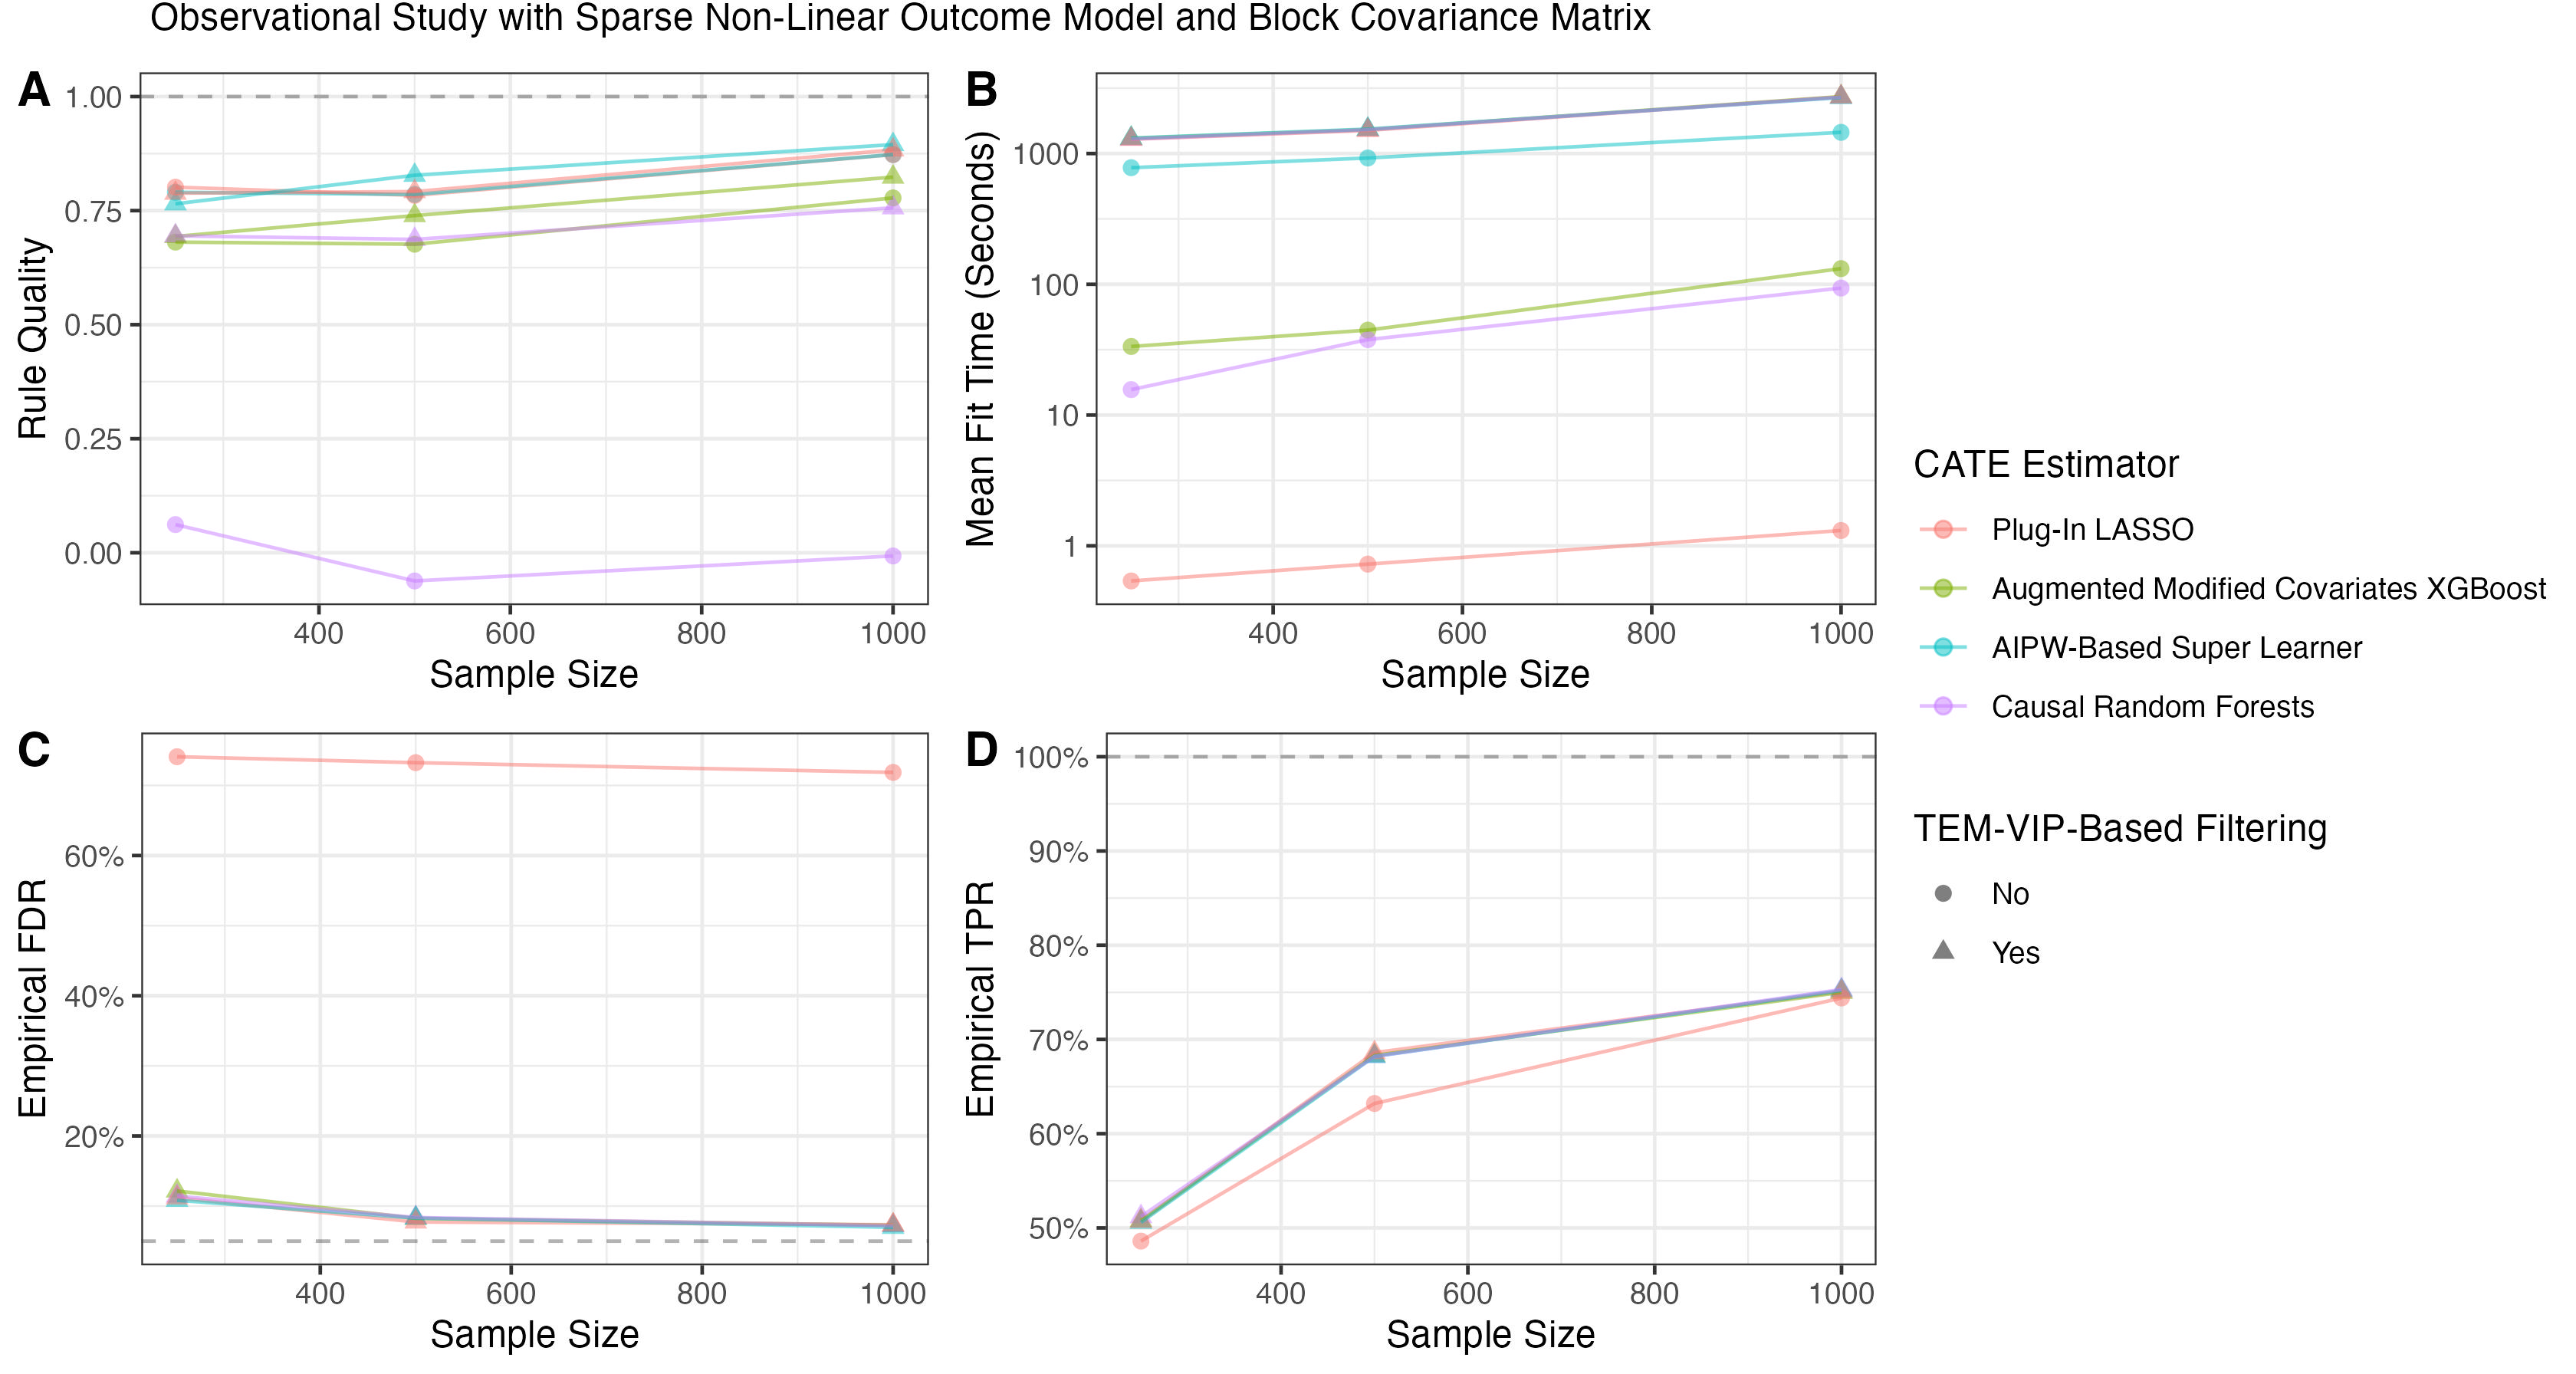 Observational Study with Sparse Non-Linear Outcome Model and Block Covariance Matrix
A
1.00
0.75
0.50
0.25
0.00
Rule Quality
400 600 800 1000
Sample Size
B
1000
100
10
1
Mean Fit Time (Seconds)
400 600 800 1000
Sample Size
C
60%
40%
20%
Empirical FDR
400 600 800 1000
Sample Size
D
100%
90%
80%
70%
60%
50%
Empirical TPR
400 600 800 1000
Sample Size
CATE Estimator
Plug-In LASSO
Augmented Modified Covariates XGBoost
AIPW-Based Super Learner
Causal Random Forests
TEM-VIP-Based Filtering
No
Yes